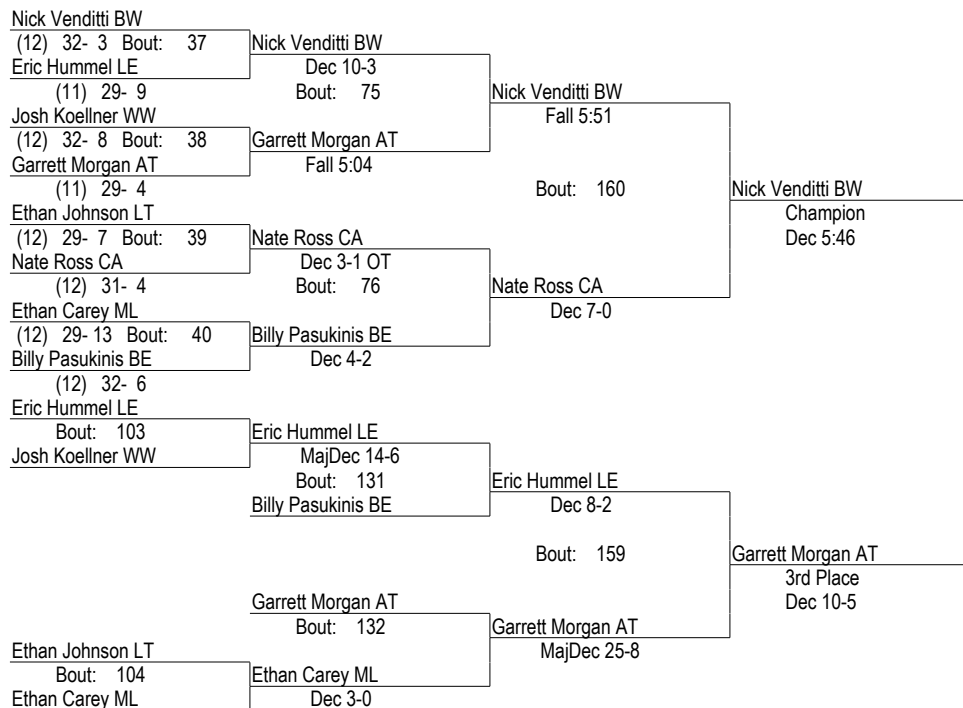 Nick Venditti BW
(12) 32- 3 Bout: 37 Nick Venditti BW
Eric Hummel LE Dec 10-3
(11) 29- 9 Bout: 75 Nick Venditti BW
Josh Koellner WW Fall 5:51
(12) 32- 8 Bout: 38 Garrett Morgan AT
Garrett Morgan AT Fall 5:04
(11) 29- 4 Bout: 160 Nick Venditti BW
Ethan Johnson LT Champion
(12) 29- 7 Bout: 39 Nate Ross CA Dec 5:46
Nate Ross CA Dec 3-1 OT
(12) 31- 4 Bout: 76 Nate Ross CA
Ethan Carey ML Dec 7-0
(12) 29- 13 Bout: 40 Billy Pasukinis BE
Billy Pasukinis BE Dec 4-2
(12) 32- 6
Eric Hummel LE
Bout: 103 Eric Hummel LE
Josh Koellner WW MajDec 14-6
Bout: 131 Eric Hummel LE
Billy Pasukinis BE Dec 8-2
Bout: 159 Garrett Morgan AT
3rd Place
Garrett Morgan AT Dec 10-5
Bout: 132 Garrett Morgan AT
Ethan Johnson LT MajDec 25-8
Bout: 104 Ethan Carey ML
Ethan Carey ML Dec 3-0